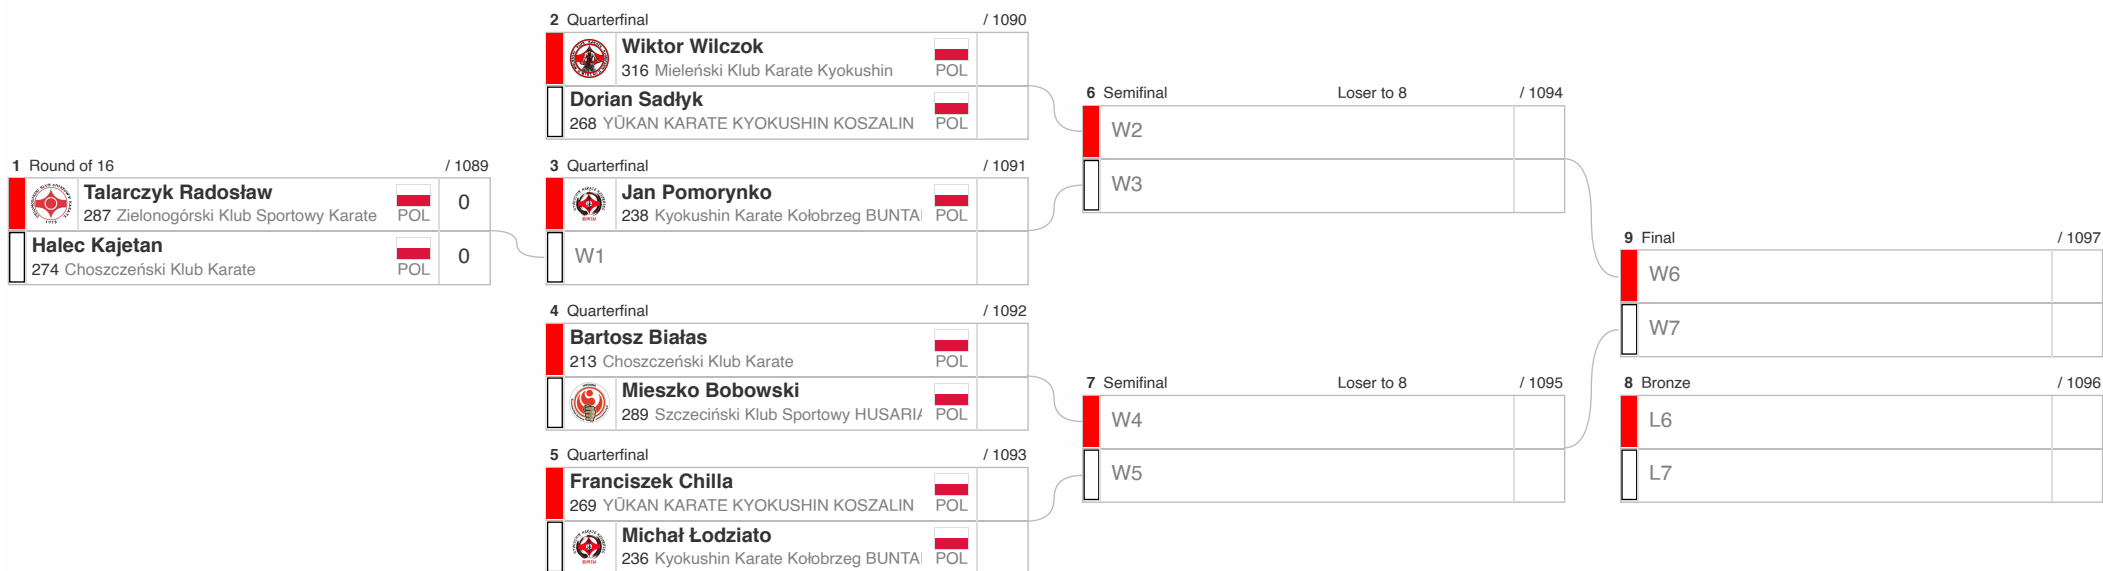 1 Round of 16 / 1089
Talarczyk Radosław
287 Zielonogórski Klub Sportowy Karate POL 0
Halec Kajetan
274 Choszczeński Klub Karate POL 0
2 Quarterfinal / 1090
Wiktor Wilczok
316 Mieleński Klub Karate Kyokushin POL
Dorian Sadłyk
268 YŪKAN KARATE KYOKUSHIN KOSZALIN POL
3 Quarterfinal / 1091
Jan Pomorynko
238 Kyokushin Karate Kołobrzeg BUNTA POL
W1
4 Quarterfinal / 1092
Bartosz Białas
213 Choszczeński Klub Karate POL
Mieszko Bobowski
289 Szczeciński Klub Sportowy HUSARIA POL
5 Quarterfinal / 1093
Franciszek Chilla
269 YŪKAN KARATE KYOKUSHIN KOSZALIN POL
Michał Łodziato
236 Kyokushin Karate Kołobrzeg BUNTA POL
6 Semifinal Loser to 8 / 1094
W2
W3
7 Semifinal Loser to 8 / 1095
W4
W5
9 Final / 1097
W6
W7
8 Bronze / 1096
L6
L7